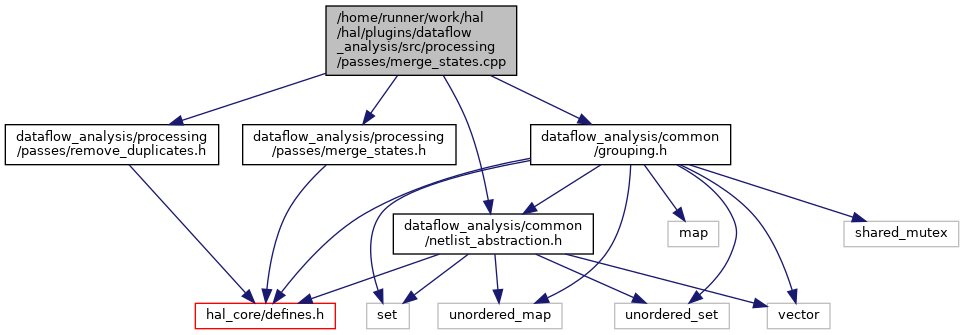 /home/runner/work/hal
/hal/plugins/dataflow
_analysis/src/processing
/passes/merge_states.cpp
dataflow_analysis/processing
/passes/remove_duplicates.h
dataflow_analysis/processing
/passes/merge_states.h
dataflow_analysis/common
/grouping.h
dataflow_analysis/common
/netlist_abstraction.h
map
shared_mutex
hal_core/defines.h
set
unordered_map
unordered_set
vector